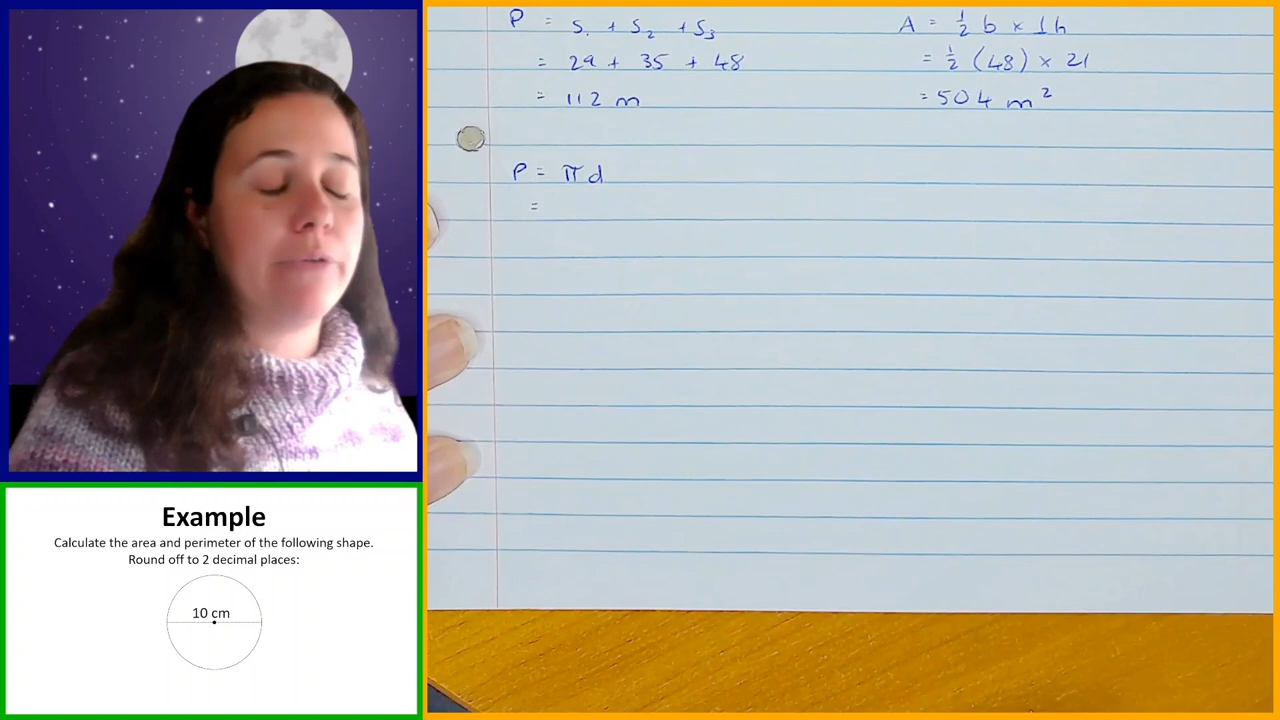 P = S₁ + S₂ + S₃
= 29 + 35 + 48
= 112 m
A = ½ b × ⊥h
= ½ (48) × 21
= 504 m²
P = πd
=
Example
Calculate the area and perimeter of the following shape.
Round off to 2 decimal places:
10 cm